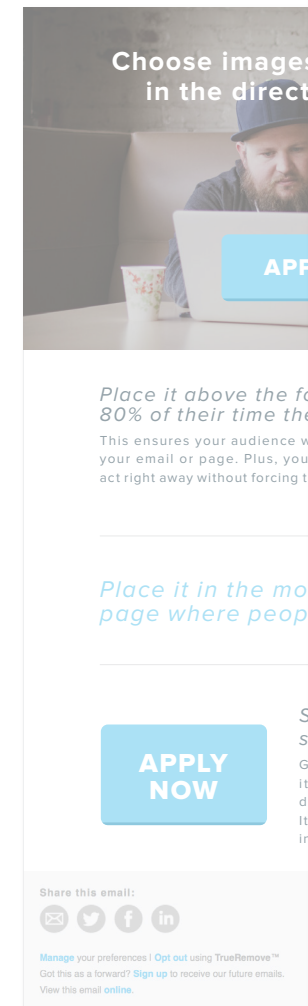 Choose images
in the direct
APP
Place it above the fo
80% of their time the
This ensures your audience w
your email or page. Plus, you
act right away without forcing t
Place it in the mo
page where peop
APPLY
NOW
S
s
G
it
d
It
in
Share this email:
Manage your preferences | Opt out using TrueRemove™
Got this as a forward? Sign up to receive our future emails.
View this email online.